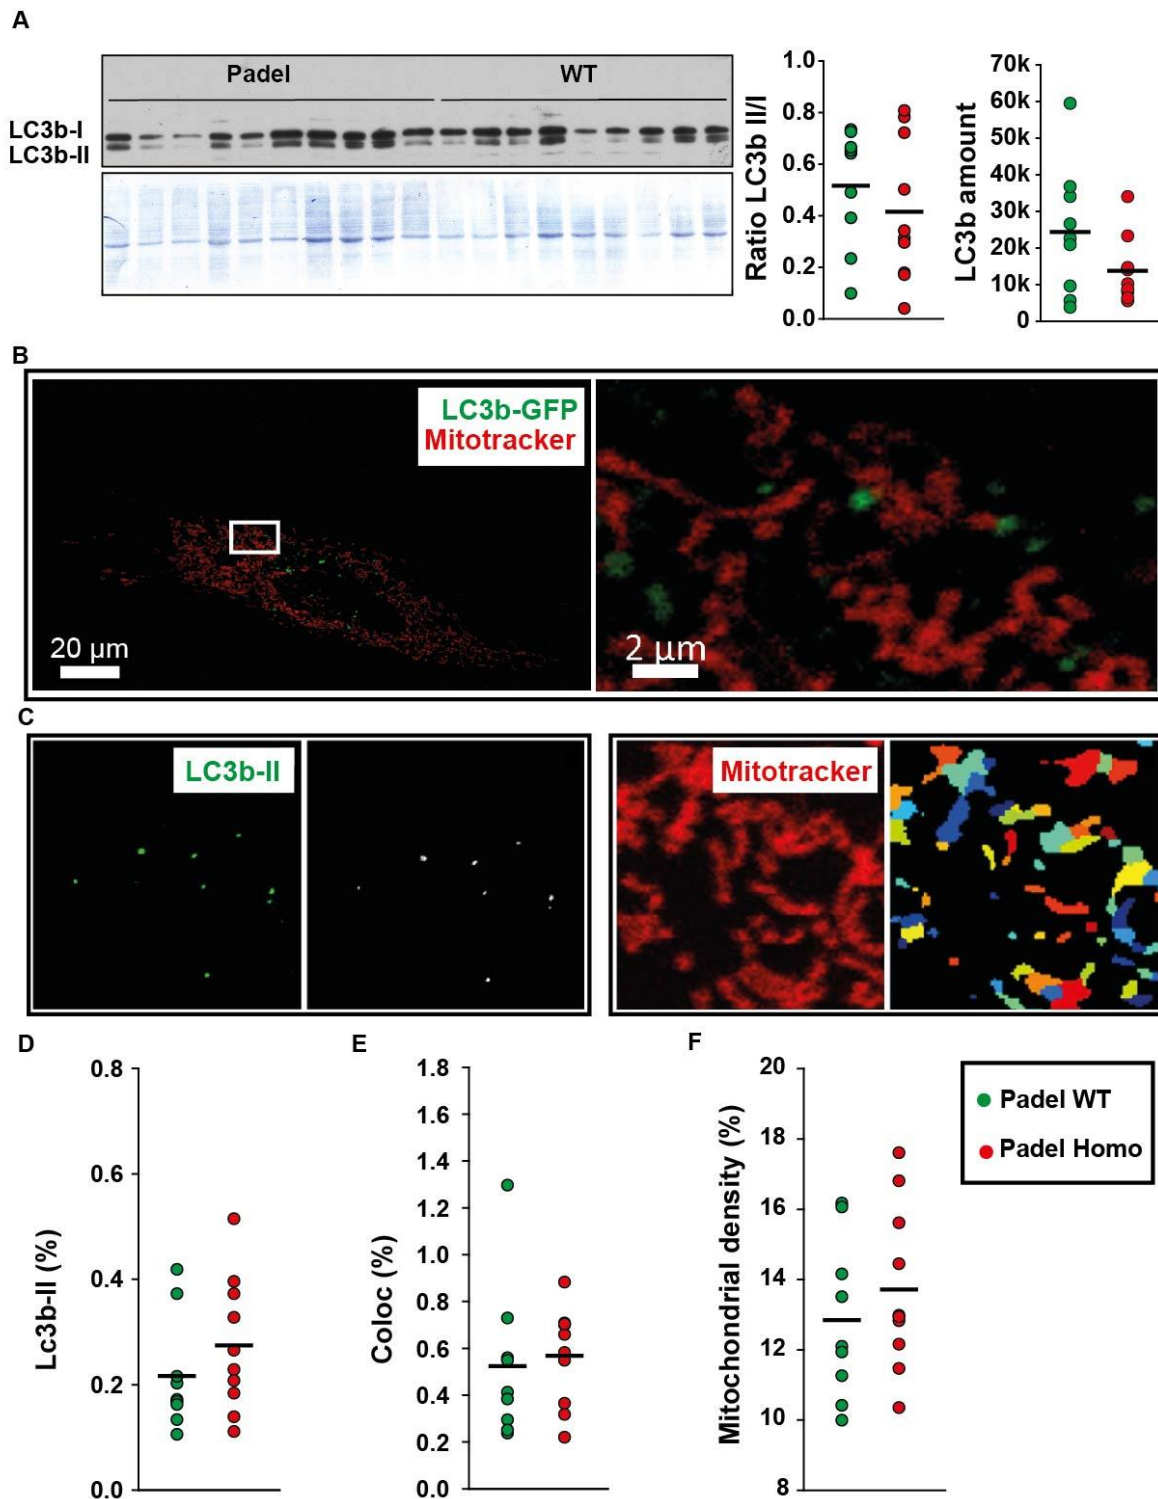 A
Padel WT
LC3b-I
LC3b-II
Ratio LC3b II/I
1.0
0.8
0.6
0.4
0.2
0.0
LC3b amount
70k
60k
50k
40k
30k
20k
10k
0
B
LC3b-GFP
Mitotracker
20 µm
2 µm
C
LC3b-II
Mitotracker
D
Lc3b-II (%)
0.8
0.6
0.4
0.2
0.0
E
Coloc (%)
1.8
1.6
1.4
1.2
1.0
0.8
0.6
0.4
0.2
0.0
F
Mitochondrial density (%)
20
18
16
14
12
10
8
Padel WT
Padel Homo